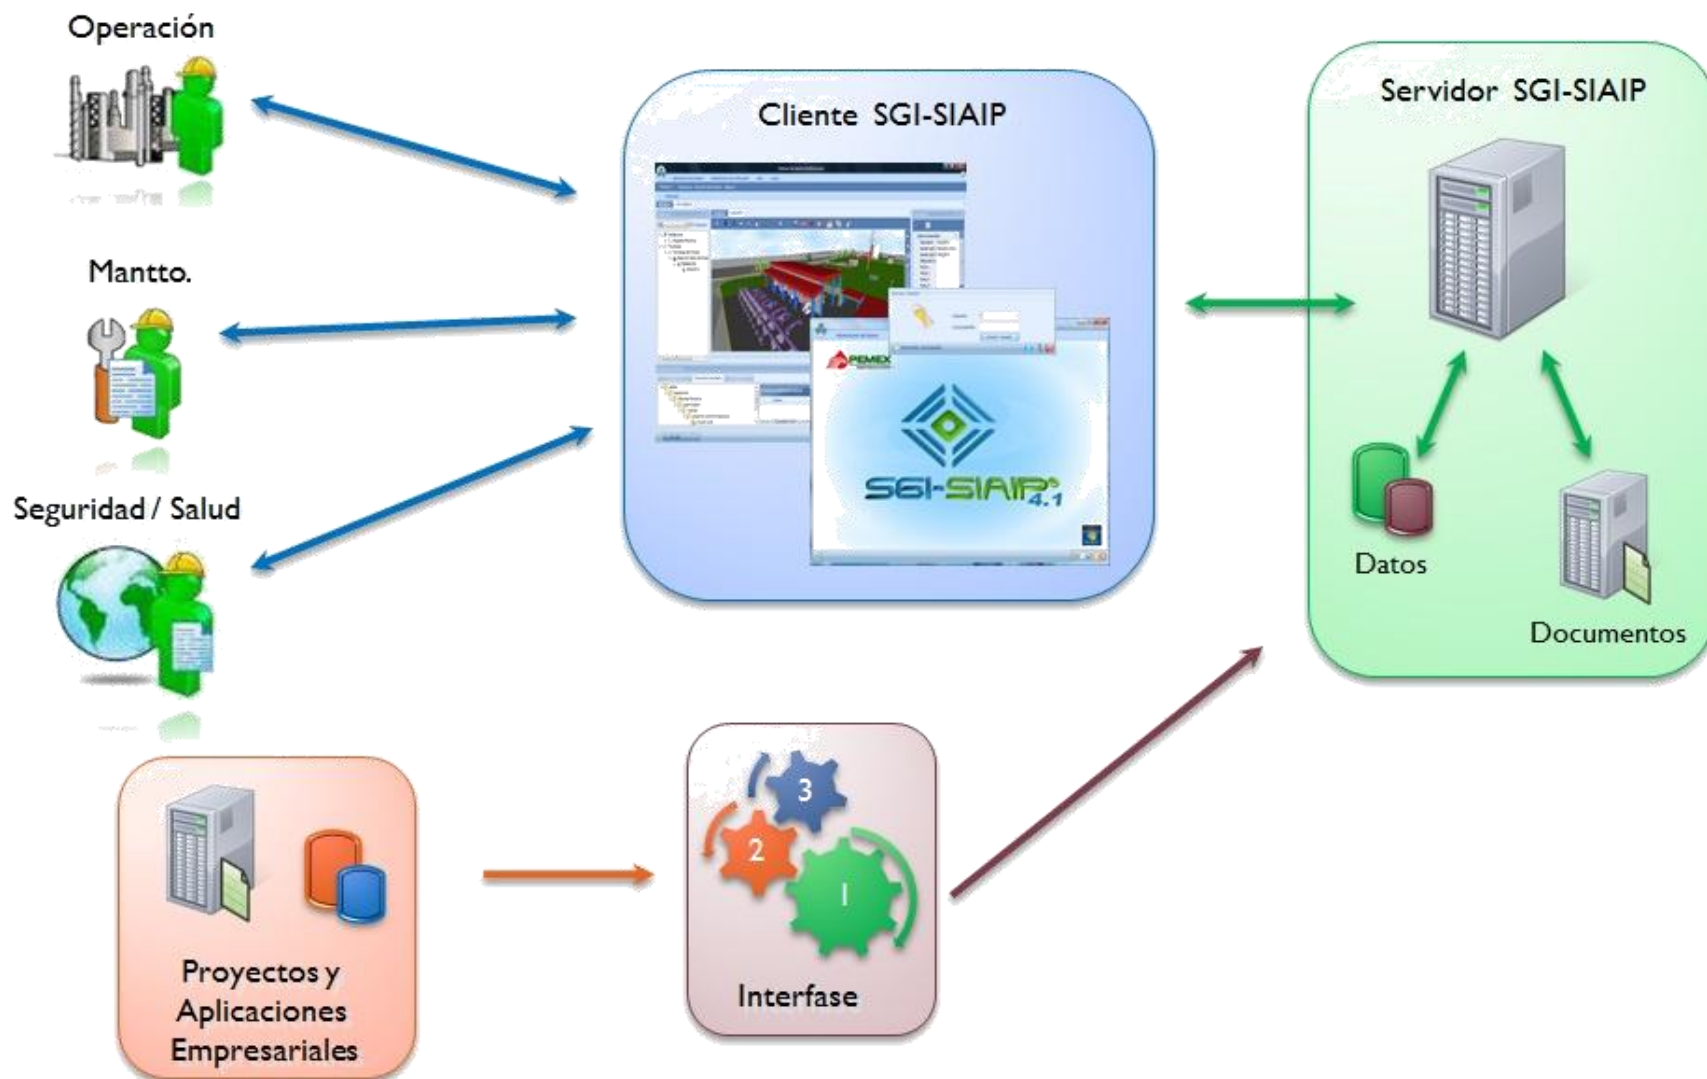 Operación
Cliente SGI-SIAIP
Servidor SGI-SIAIP
Mantto.
PEMEX
SGI-SIAIP®
4.1
Seguridad / Salud
Datos
Documentos
3
2
1
Proyectos y
Aplicaciones
Empresariales
Interfase